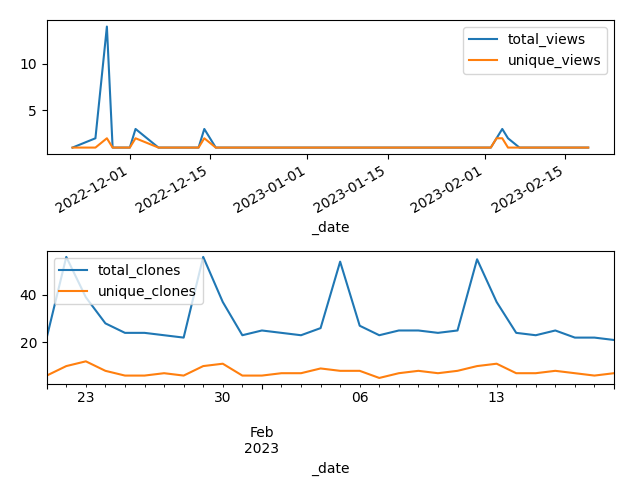 total_views
unique_views
10
5
2022-12-01
2022-12-15
2023-01-01
2023-01-15
2023-02-01
2023-02-15
_date
total_clones
unique_clones
40
20
23
30
06
13
Feb
2023
_date